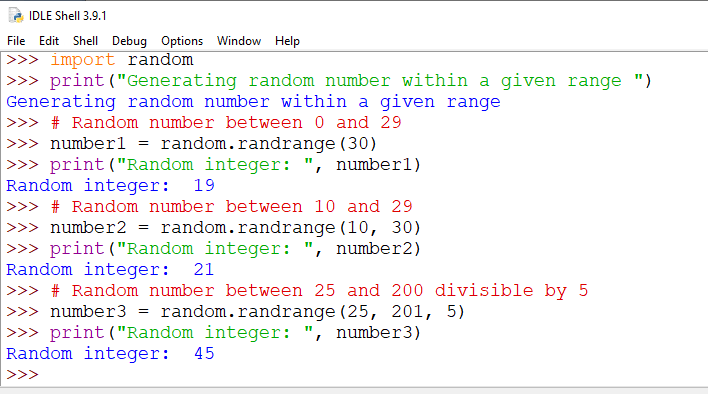 IDLE Shell 3.9.1
File Edit Shell Debug Options Window Help
>>> import random
>>> print("Generating random number within a given range ")
Generating random number within a given range
>>> # Random number between 0 and 29
>>> number1 = random.randrange(30)
>>> print("Random integer: ", number1)
Random integer:  19
>>> # Random number between 10 and 29
>>> number2 = random.randrange(10, 30)
>>> print("Random integer: ", number2)
Random integer:  21
>>> # Random number between 25 and 200 divisible by 5
>>> number3 = random.randrange(25, 201, 5)
>>> print("Random integer: ", number3)
Random integer:  45
>>>